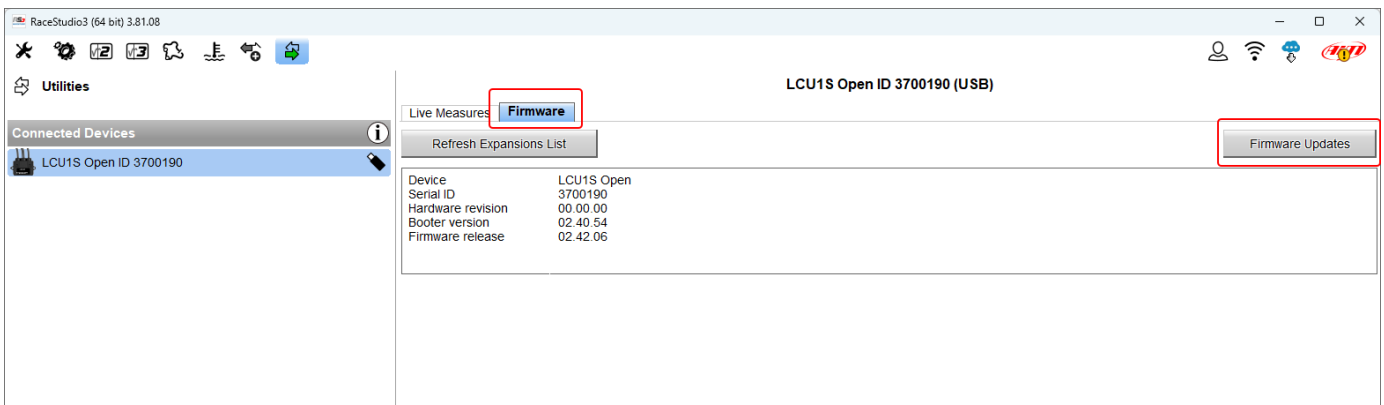 RaceStudio3 (64 bit) 3.81.08
Utilities
LCU1S Open ID 3700190 (USB)
Live Measures Firmware
Connected Devices
Refresh Expansions List Firmware Updates
LCU1S Open ID 3700190
Device LCU1S Open
Serial ID 3700190
Hardware revision 00.00.00
Booter version 02.40.54
Firmware release 02.42.06